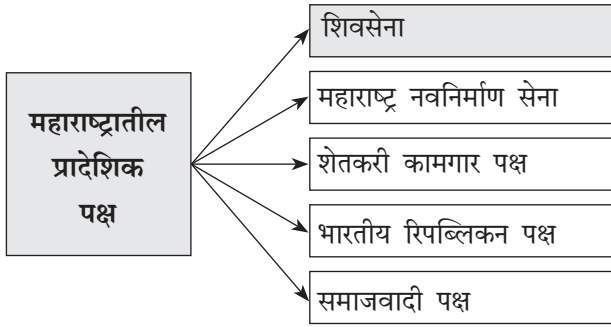 महाराष्ट्रातील
प्रादेशिक
पक्ष
शिवसेना
महाराष्ट्र नवनिर्माण सेना
शेतकरी कामगार पक्ष
भारतीय रिपब्लिकन पक्ष
समाजवादी पक्ष